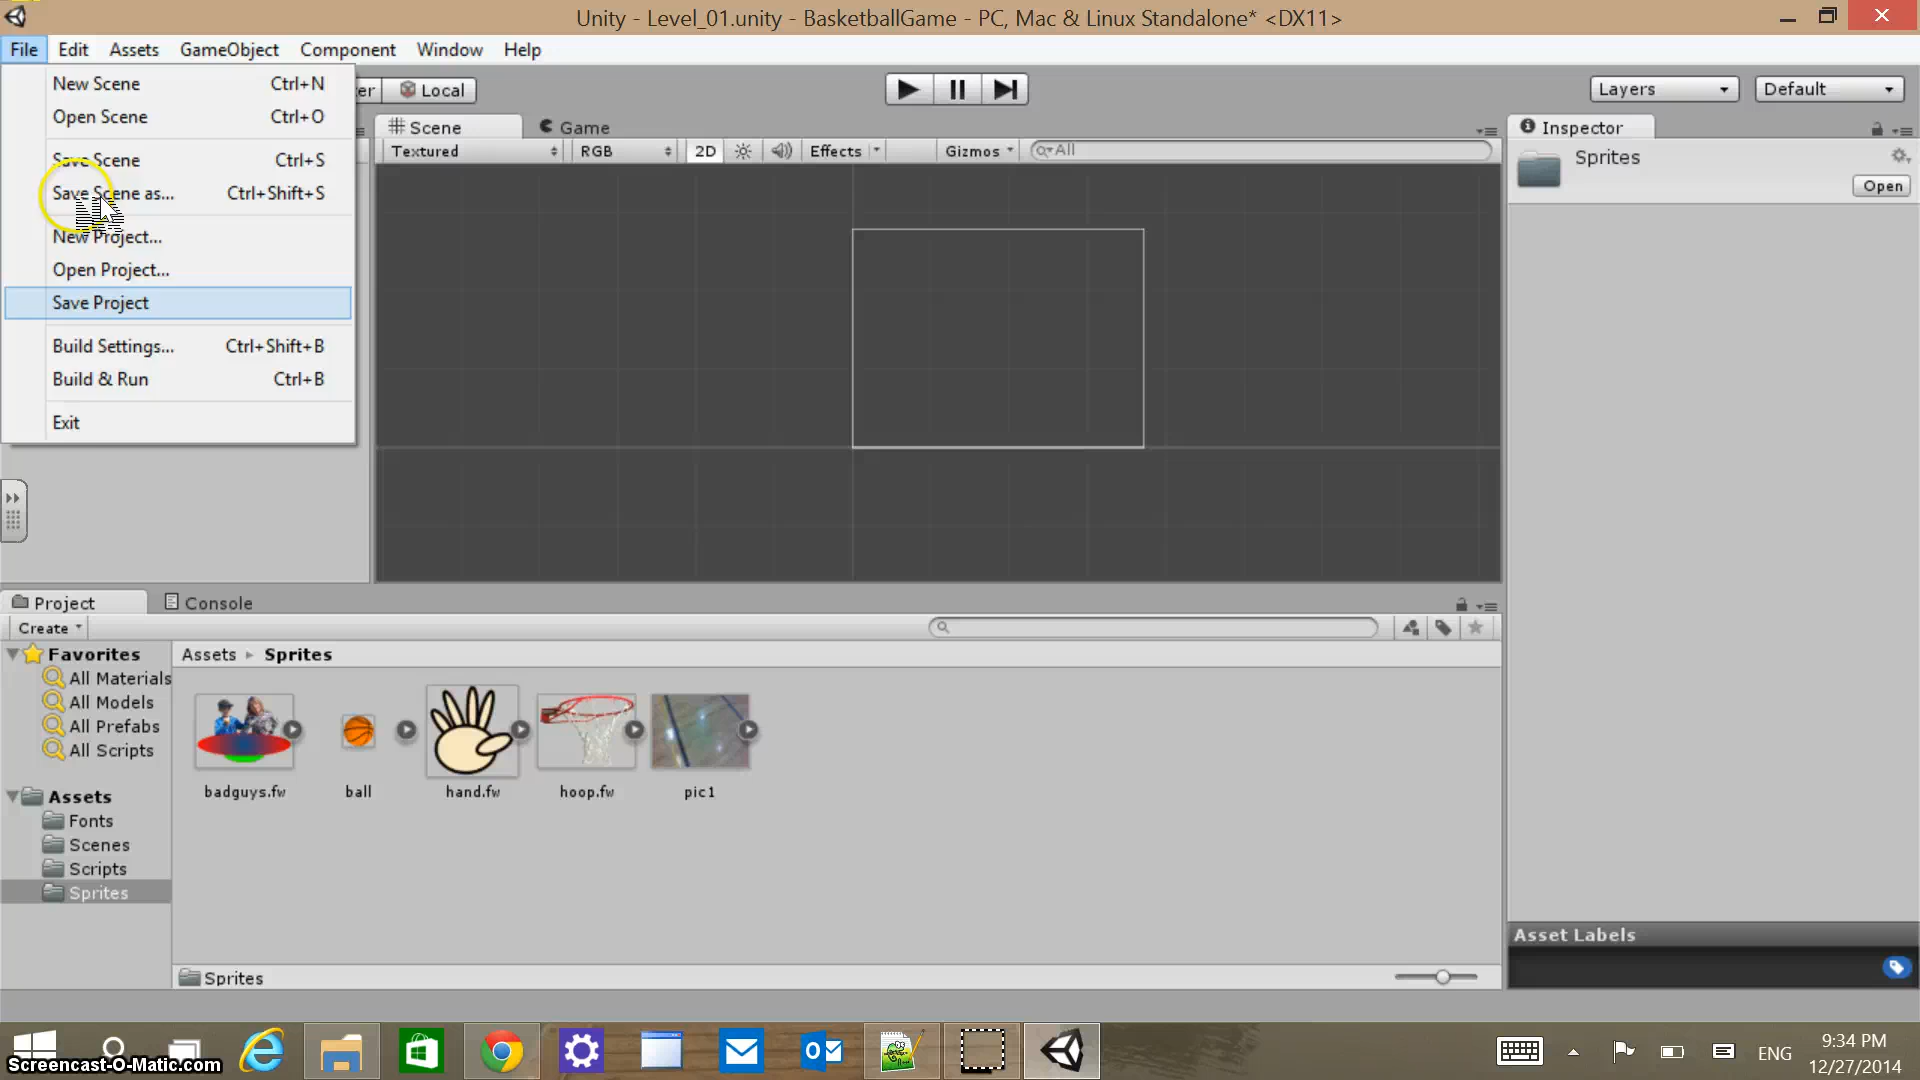 Unity - Level_01.unity - BasketballGame - PC, Mac & Linux Standalone* <DX11>
File Edit Assets GameObject Component Window Help
New Scene Ctrl+N
Open Scene Ctrl+O
Save Scene Ctrl+S
Save Scene as... Ctrl+Shift+S
New Project...
Open Project...
Save Project
Build Settings... Ctrl+Shift+B
Build & Run Ctrl+B
Exit
er Local
Layers Default
Scene Game
Textured RGB 2D Effects Gizmos All
Inspector
Sprites
Open
Project Console
Create
Favorites
All Materials
All Models
All Prefabs
All Scripts
Assets
Fonts
Scenes
Scripts
Sprites
Assets Sprites
badguys.fw ball hand.fw hoop.fw pic1
Sprites
Asset Labels
Screencast-O-Matic.com
ENG
9:34 PM
12/27/2014